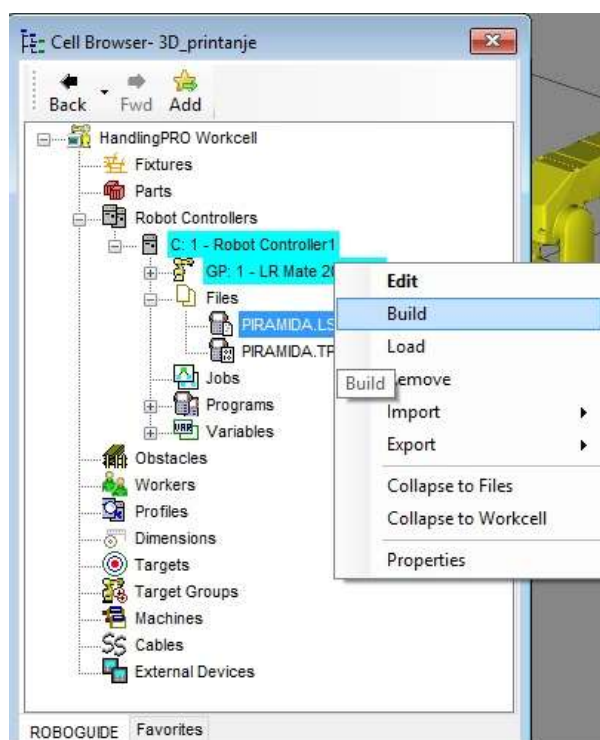 Cell Browser- 3D_printanje
Back Fwd Add
HandlingPRO Workcell
Fixtures
Parts
Robot Controllers
C: 1 - Robot Controller1
GP: 1 - LR Mate
Files
PIRAMIDA.LS
PIRAMIDA.TP
Jobs
Programs
Variables
Obstacles
Workers
Profiles
Dimensions
Targets
Target Groups
Machines
Cables
External Devices
ROBOGUIDE Favorites
Edit
Build
Load
Build
Import
Export
Collapse to Files
Collapse to Workcell
Properties